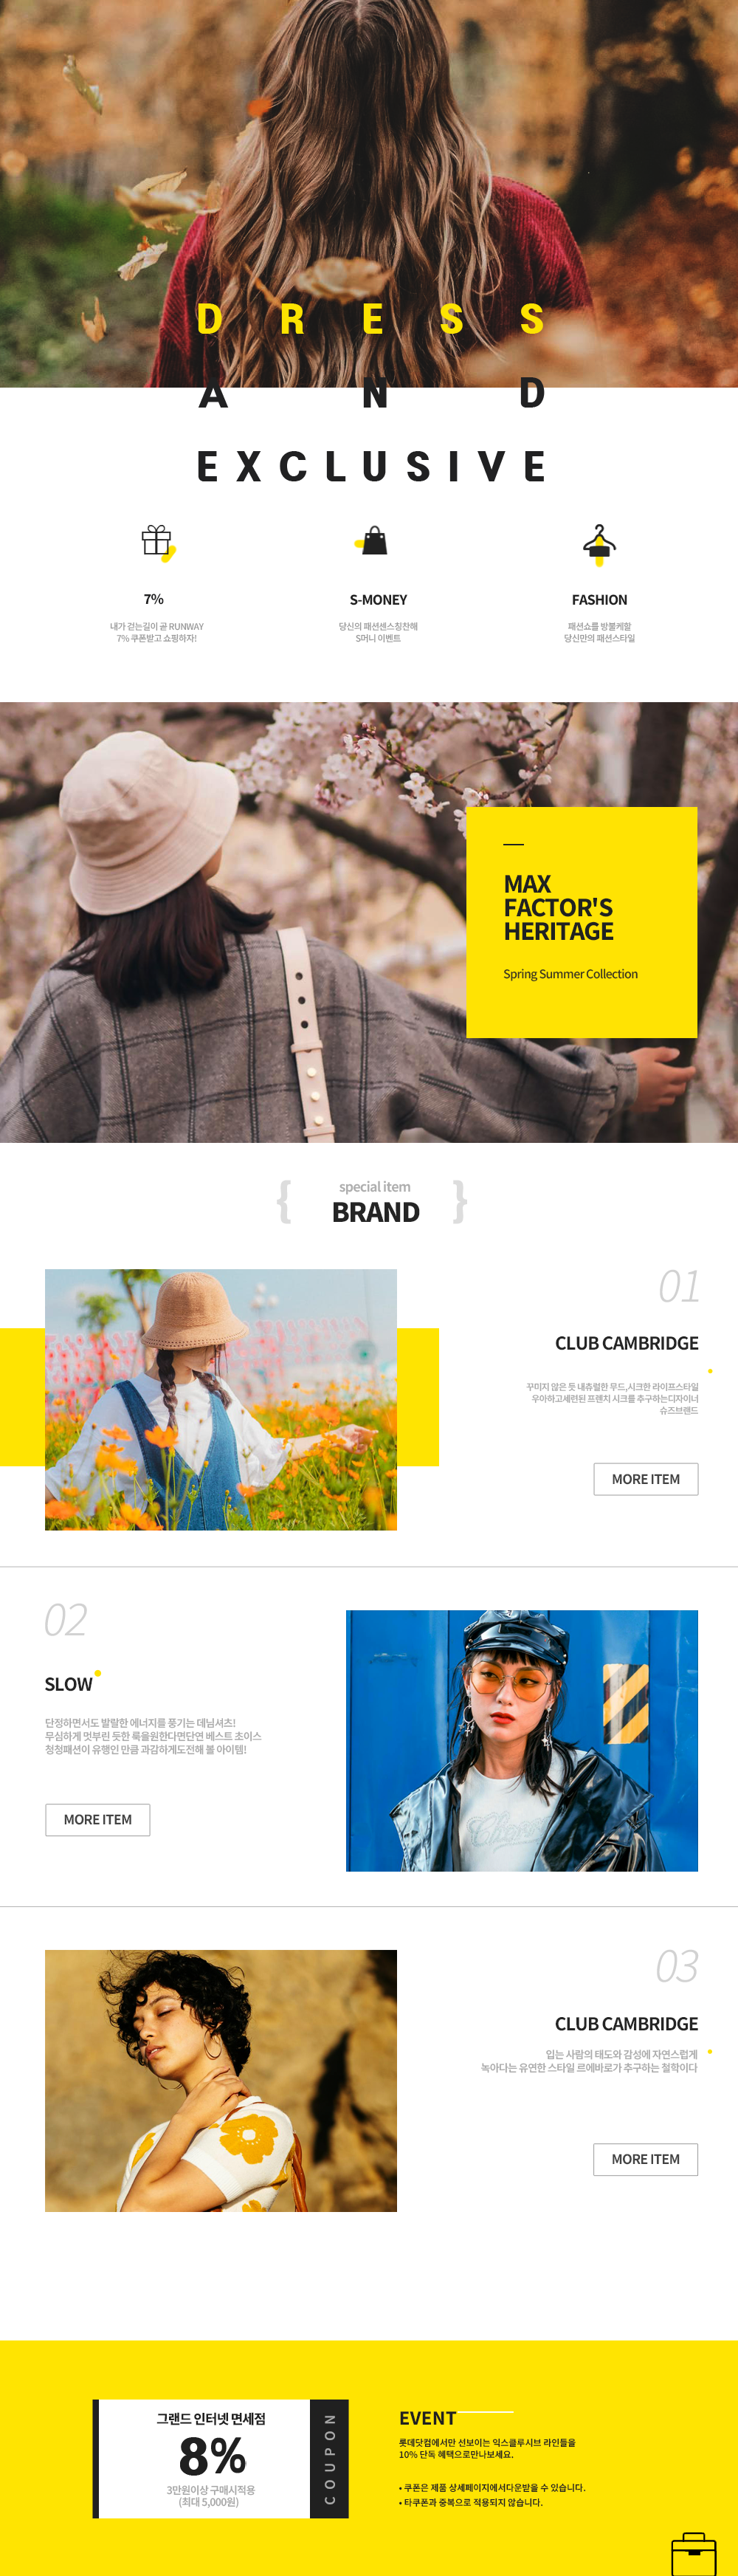 DRESS
AND
EXCLUSIVE
7%
내가 걷는길이 곧 RUNWAY
7% 쿠폰받고 쇼핑하자!
S-MONEY
당신의 패션센스칭찬해
S머니 이벤트
FASHION
패션쇼를 방불케할
당신만의 패션스타일
MAX
FACTOR'S
HERITAGE
Spring Summer Collection
{ special item }
BRAND
01
CLUB CAMBRIDGE
꾸미지 않은 듯 내츄럴한 무드,시크한 라이프스타일
우아하고세련된 프렌치 시크를 추구하는디자이너
슈즈브랜드
MORE ITEM
02
SLOW
단정하면서도 발랄한 에너지를 풍기는 데님셔츠!
무심하게 멋부린 듯한 룩을원한다면단연 베스트 초이스
청청패션이 유행인 만큼 과감하게도전해 볼 아이템!
MORE ITEM
03
CLUB CAMBRIDGE
입는 사람의 태도와 감성에 자연스럽게
녹아다는 유연한 스타일 르에바로가 추구하는 철학이다
MORE ITEM
그랜드 인터넷 면세점
8%
3만원이상 구매시적용
(최대 5,000원)
COUPON
EVENT
롯데닷컴에서만 선보이는 익스클루시브 라인들을
10% 단독 혜택으로만나보세요.
• 쿠폰은 제품 상세페이지에서다운받을 수 있습니다.
• 타쿠폰과 중복으로 적용되지 않습니다.